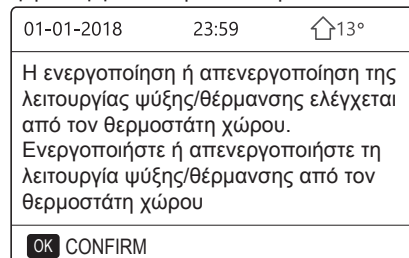 01-01-2018 23:59 13°
Η ενεργοποίηση ή απενεργοποίηση της
λειτουργίας ψύξης/θέρμανσης ελέγχεται
από τον θερμοστάτη χώρου.
Ενεργοποιήστε ή απενεργοποιήστε τη
λειτουργία ψύξης/θέρμανσης από τον
θερμοστάτη χώρου
OK CONFIRM